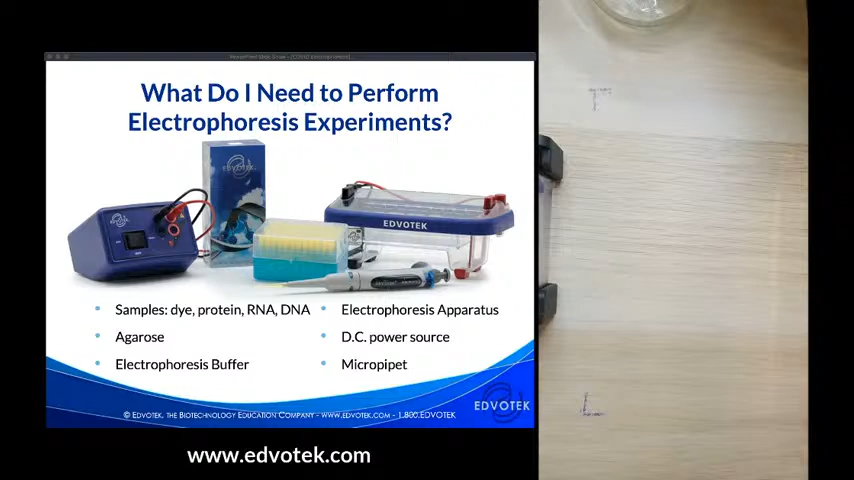 What Do I Need to Perform
Electrophoresis Experiments?
EDVOTEK
EDVOTEK
Samples: dye, protein, RNA, DNA
Agarose
Electrophoresis Buffer
Electrophoresis Apparatus
D.C. power source
Micropipet
© EDVOTEK, THE BIOTECHNOLOGY EDUCATION COMPANY - WWW.EDVOTEK.COM - 1.800.EDVOTEK
EDVOTEK
www.edvotek.com